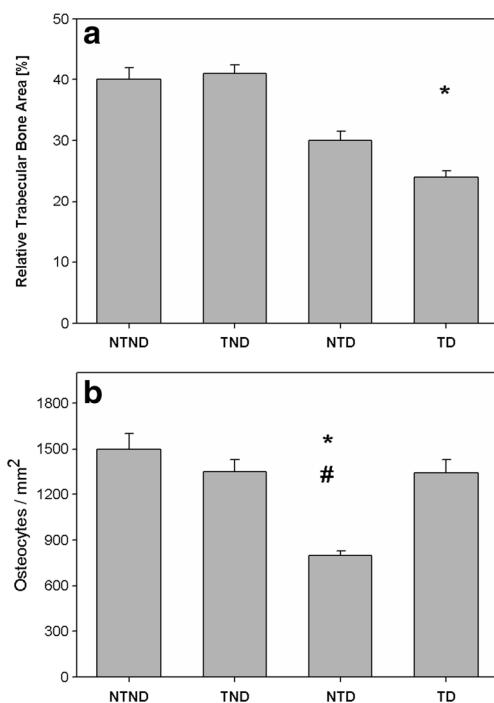 a
Relative Trabecular Bone Area [%]
50
40
30
20
10
0
*
NTND TND NTD TD
b
Osteocytes / mm²
1800
1500
1200
900
600
300
0
*
#
NTND TND NTD TD